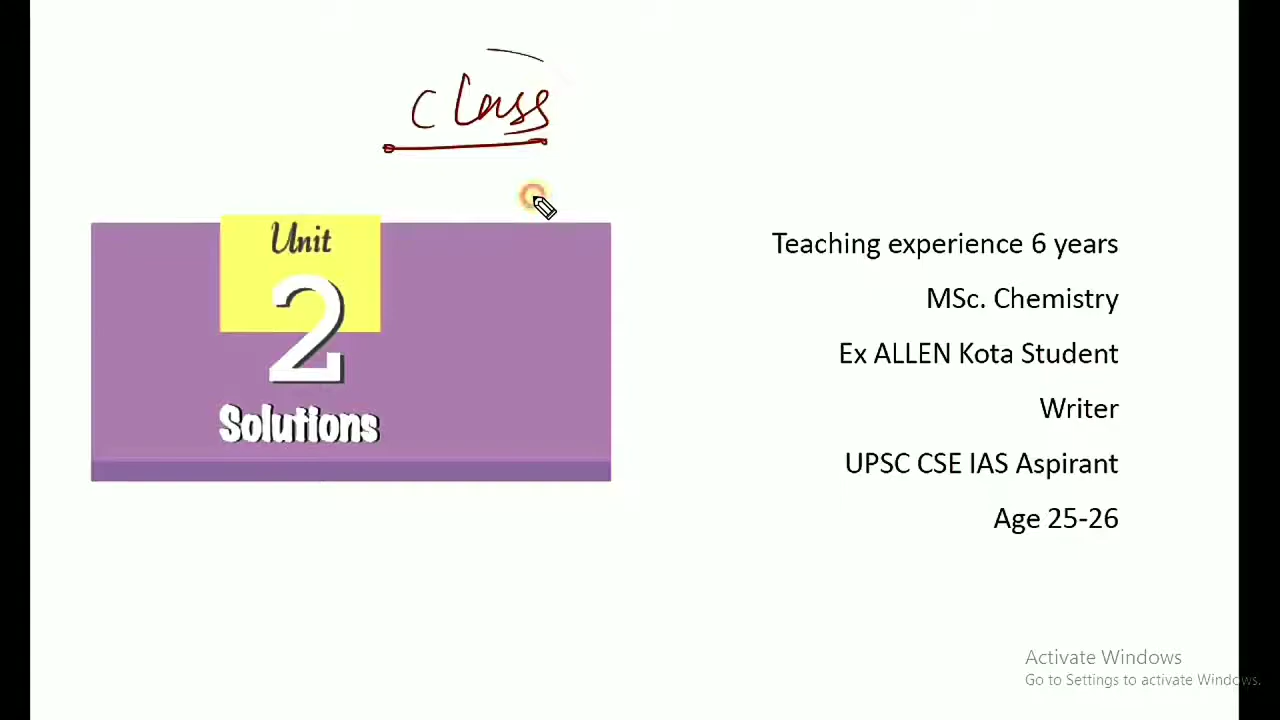 class
Unit
2
Solutions
Teaching experience 6 years
MSc. Chemistry
Ex ALLEN Kota Student
Writer
UPSC CSE IAS Aspirant
Age 25-26
Activate Windows
Go to Settings to activate Windows.